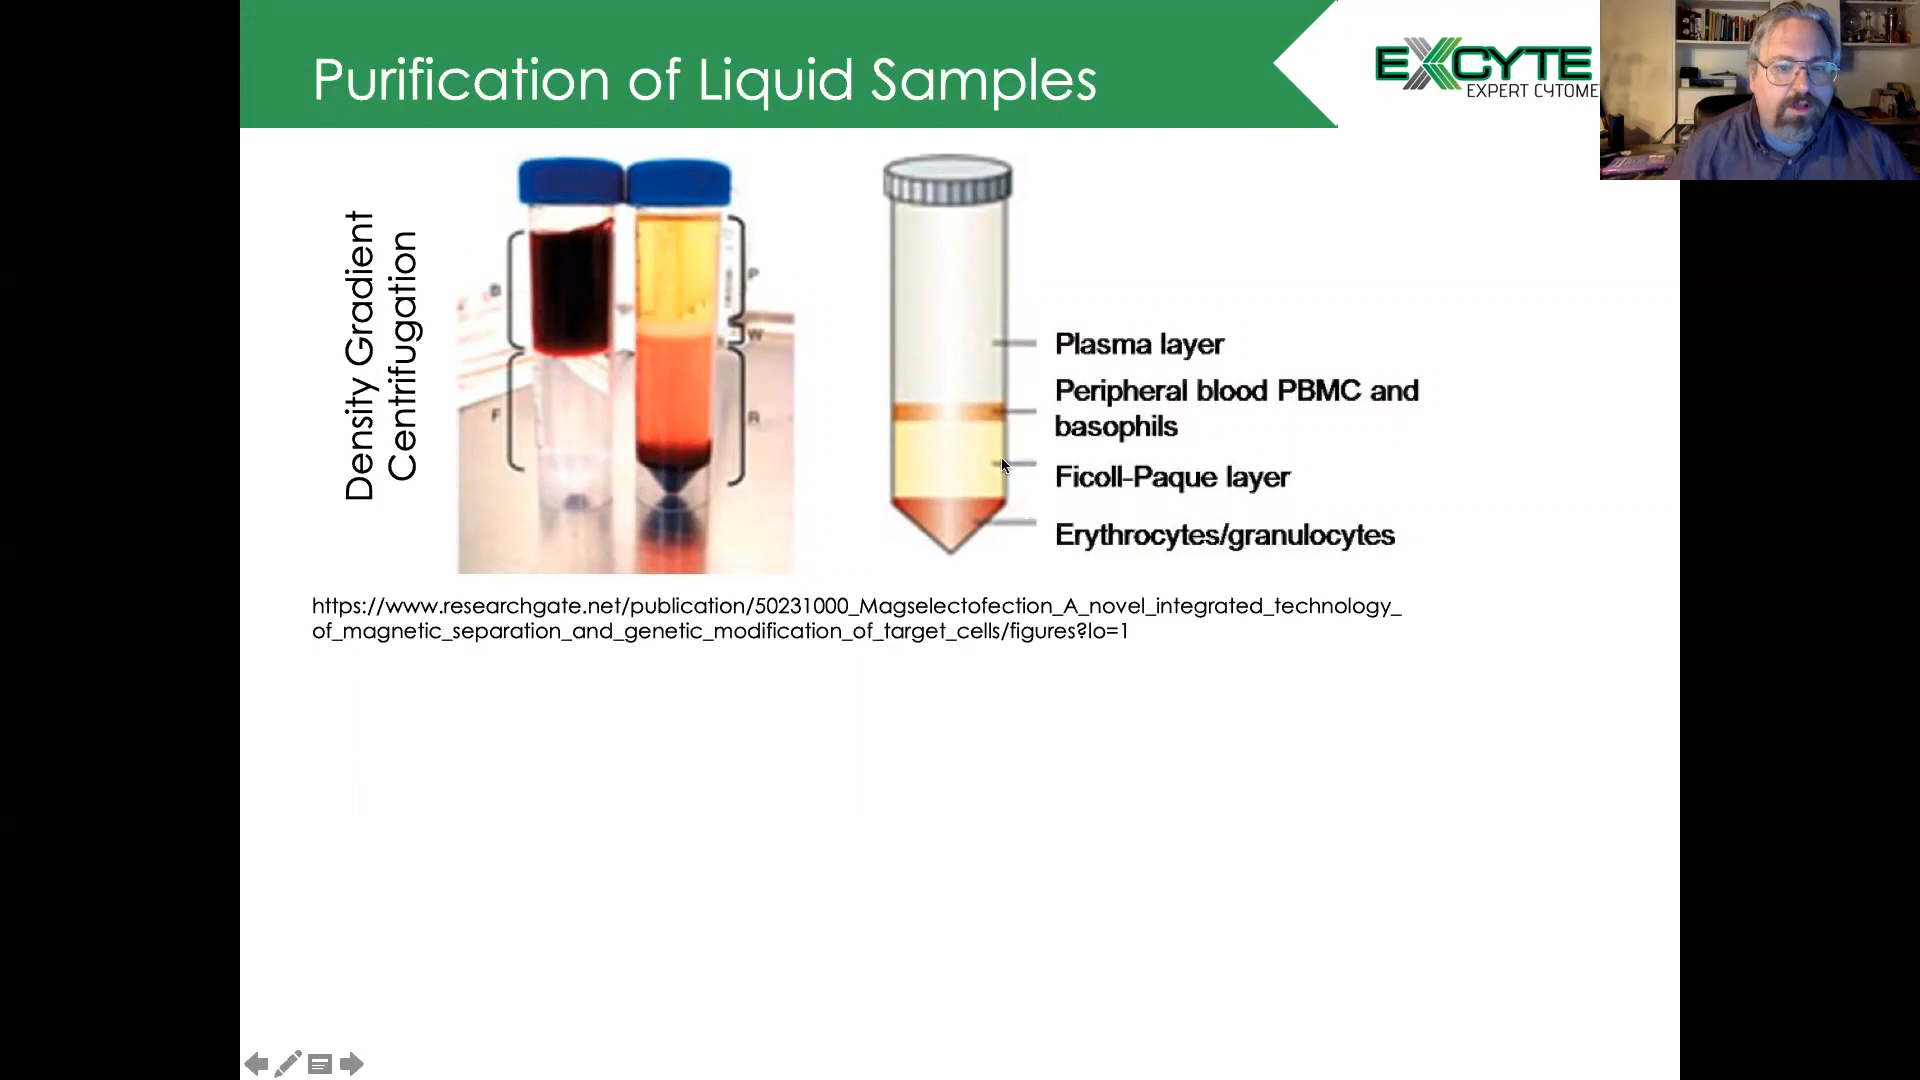 Purification of Liquid Samples
EXCYTE
EXPERT CYTOME
Density Gradient
Centrifugation
B
F
P
W
R
Plasma layer
Peripheral blood PBMC and
basophils
Ficoll-Paque layer
Erythrocytes/granulocytes
https://www.researchgate.net/publication/50231000_Magselectofection_A_novel_integrated_technology_
of_magnetic_separation_and_genetic_modification_of_target_cells/figures?lo=1